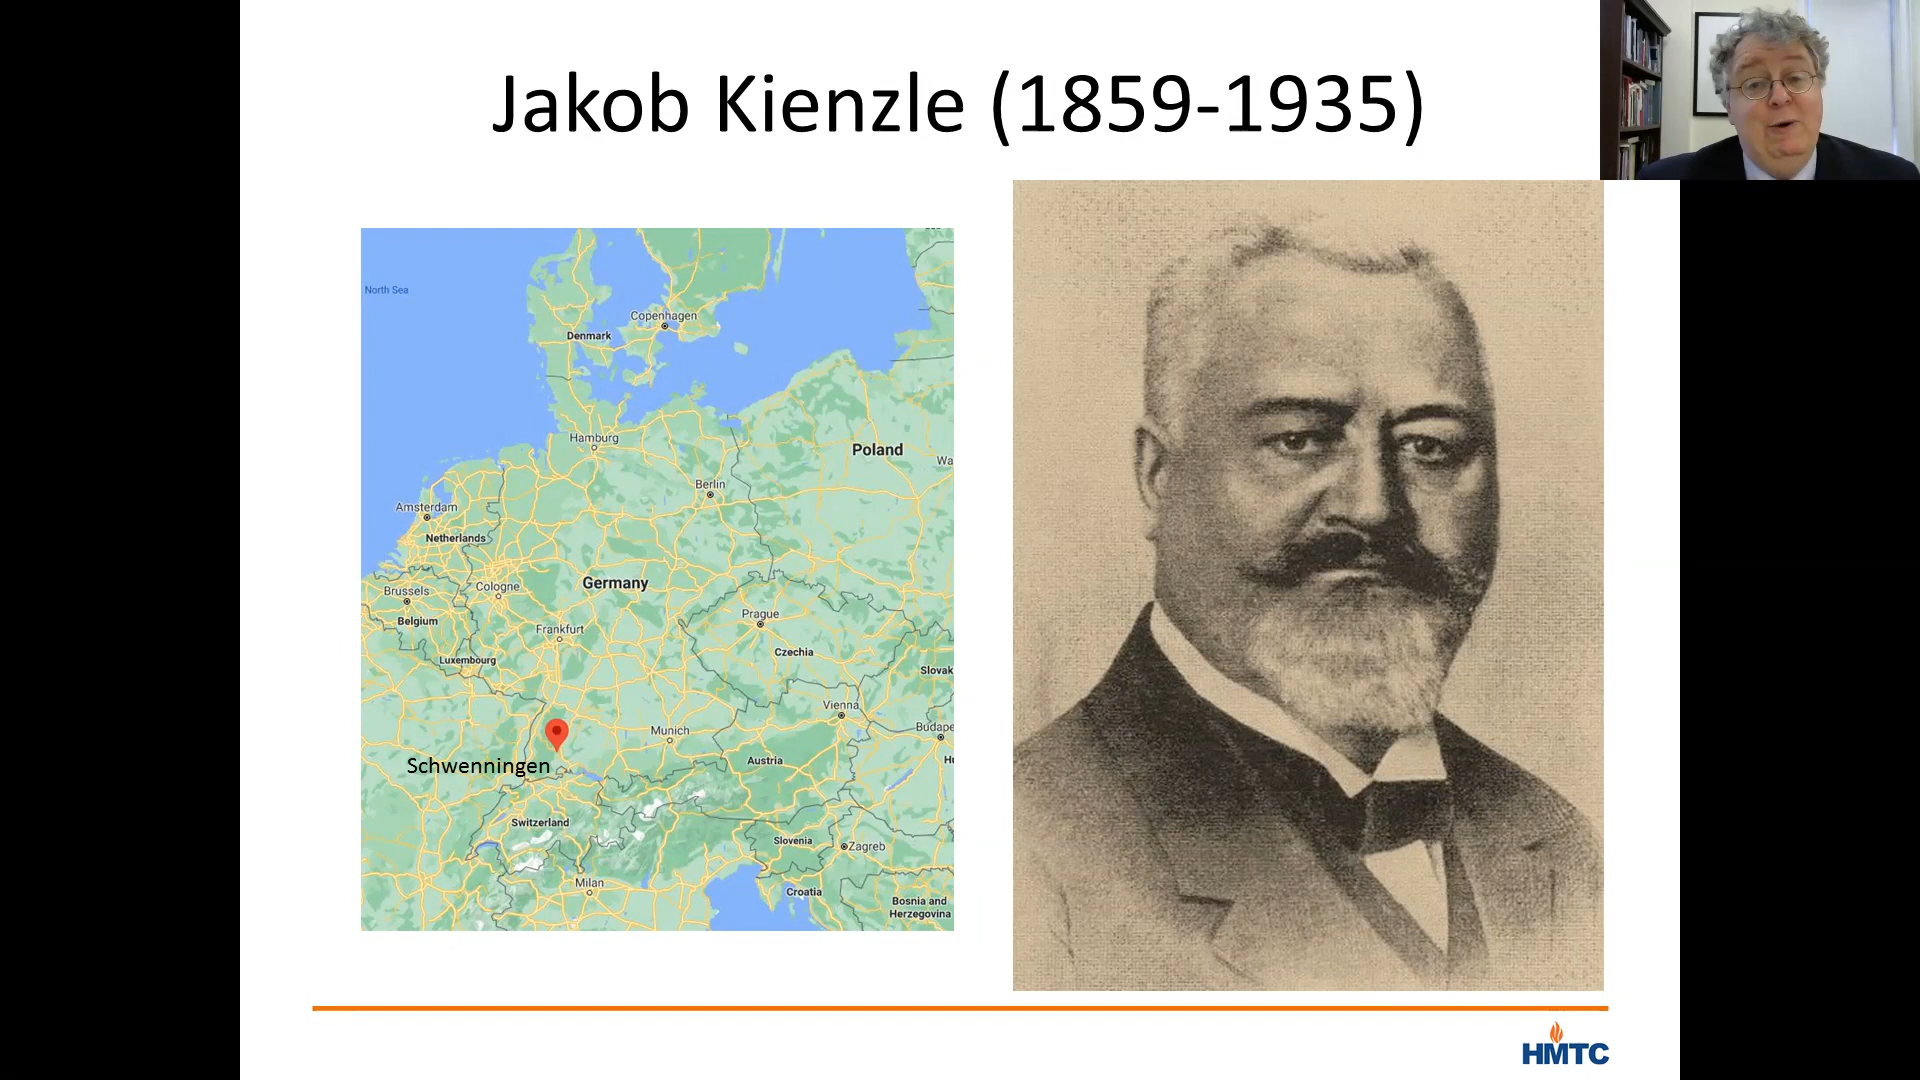 Jakob Kienzle (1859-1935)
North Sea
Copenhagen
Denmark
Hamburg
Poland
Wa
Berlin
Amsterdam
Netherlands
Germany
Cologne
Brussels
Belgium
Prague
Frankfurt
Czechia
Luxembourg
Slovak
Vienna
Munich
Budape
Schwenningen
Austria
Hu
Switzerland
Slovenia
Zagreb
Milan
Croatia
Bosnia and
Herzegovina
HMTC